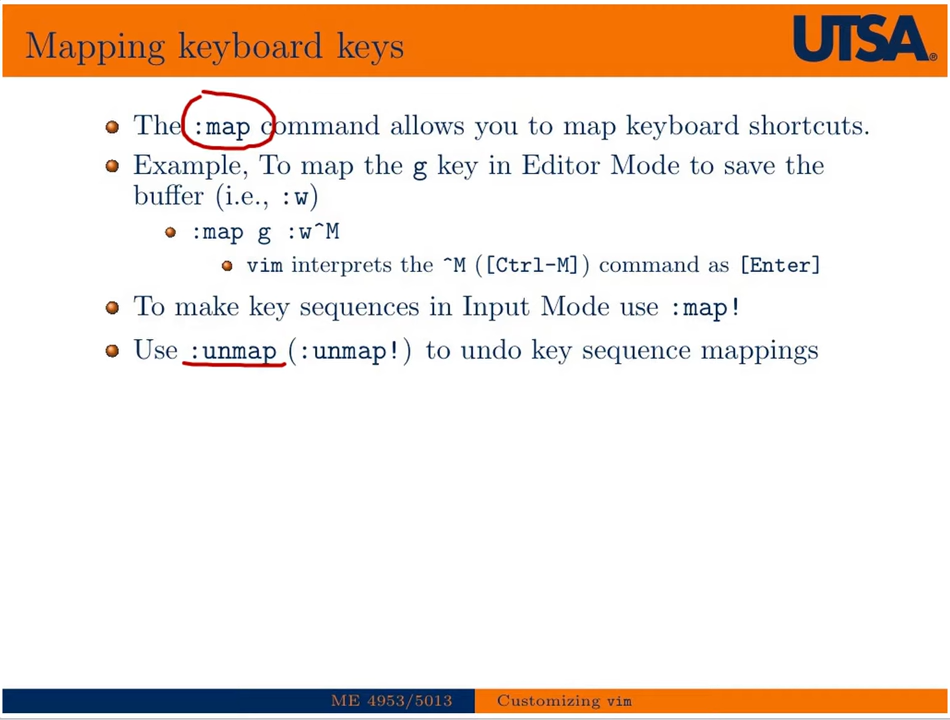 Mapping keyboard keys
UTSA®
The :map command allows you to map keyboard shortcuts.
Example, To map the g key in Editor Mode to save the
buffer (i.e., :w)
:map g :w^M
vim interprets the ^M ([Ctrl-M]) command as [Enter]
To make key sequences in Input Mode use :map!
Use :unmap (:unmap!) to undo key sequence mappings
ME 4953/5013 Customizing vim